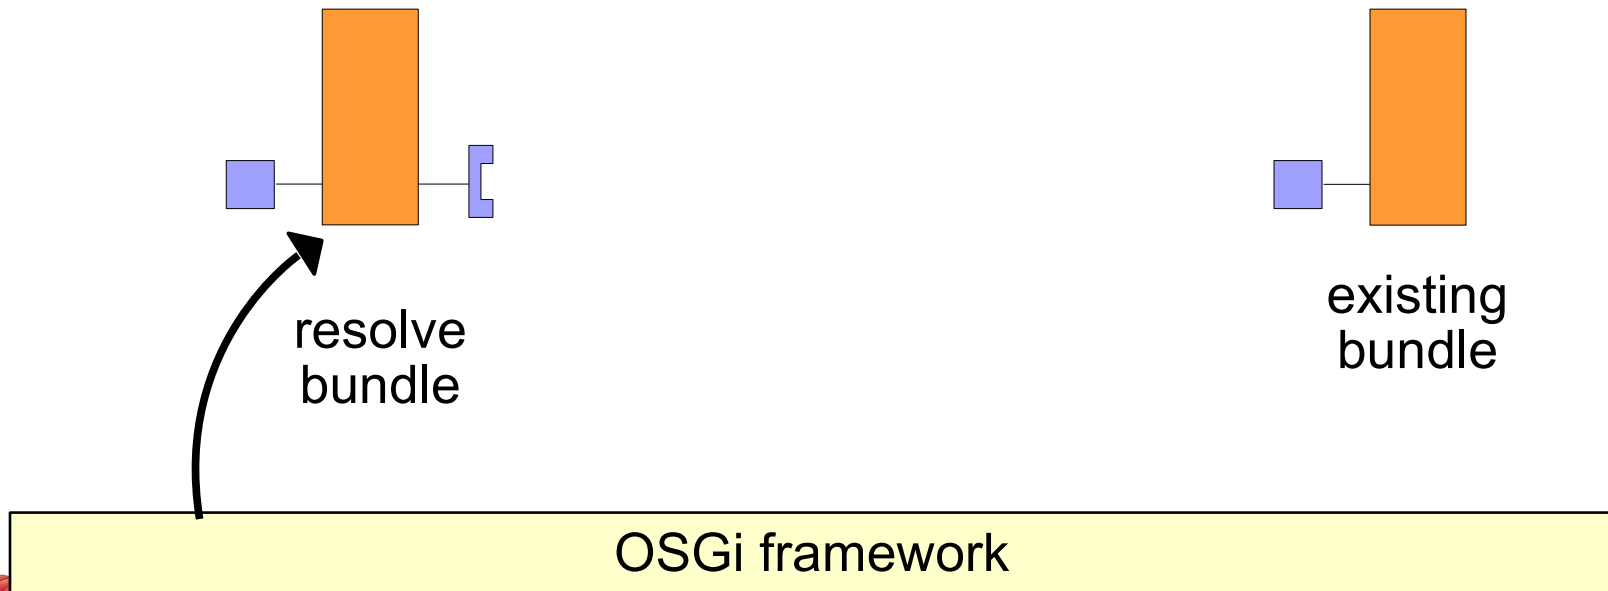 resolve
bundle
existing
bundle
OSGi framework